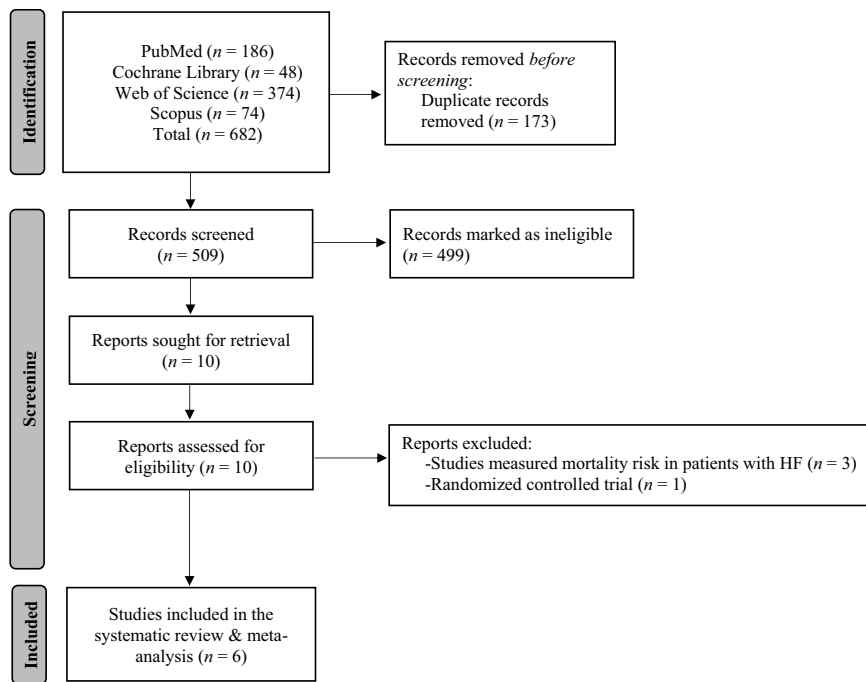 Identification
PubMed (n = 186)
Cochrane Library (n = 48)
Web of Science (n = 374)
Scopus (n = 74)
Total (n = 682)
Records removed before
screening:
Duplicate records
removed (n = 173)
Screening
Records screened
(n = 509)
Records marked as ineligible
(n = 499)
Reports sought for retrieval
(n = 10)
Reports assessed for
eligibility (n = 10)
Reports excluded:
-Studies measured mortality risk in patients with HF (n = 3)
-Randomized controlled trial (n = 1)
Included
Studies included in the
systematic review & meta-
analysis (n = 6)